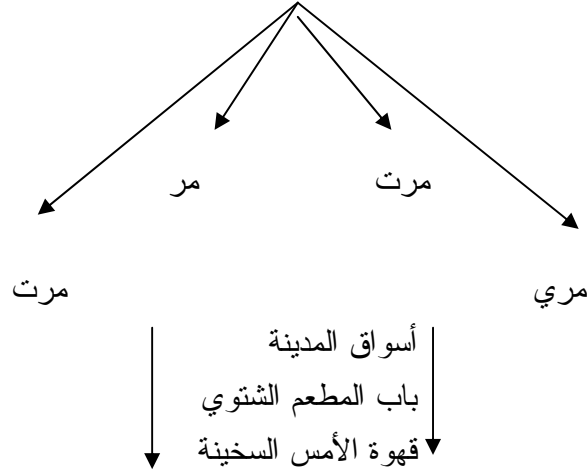 مرت
مر
مري
مرت
أسواق المدينة
باب المطعم الشتوي
قهوة الأمس السخينة